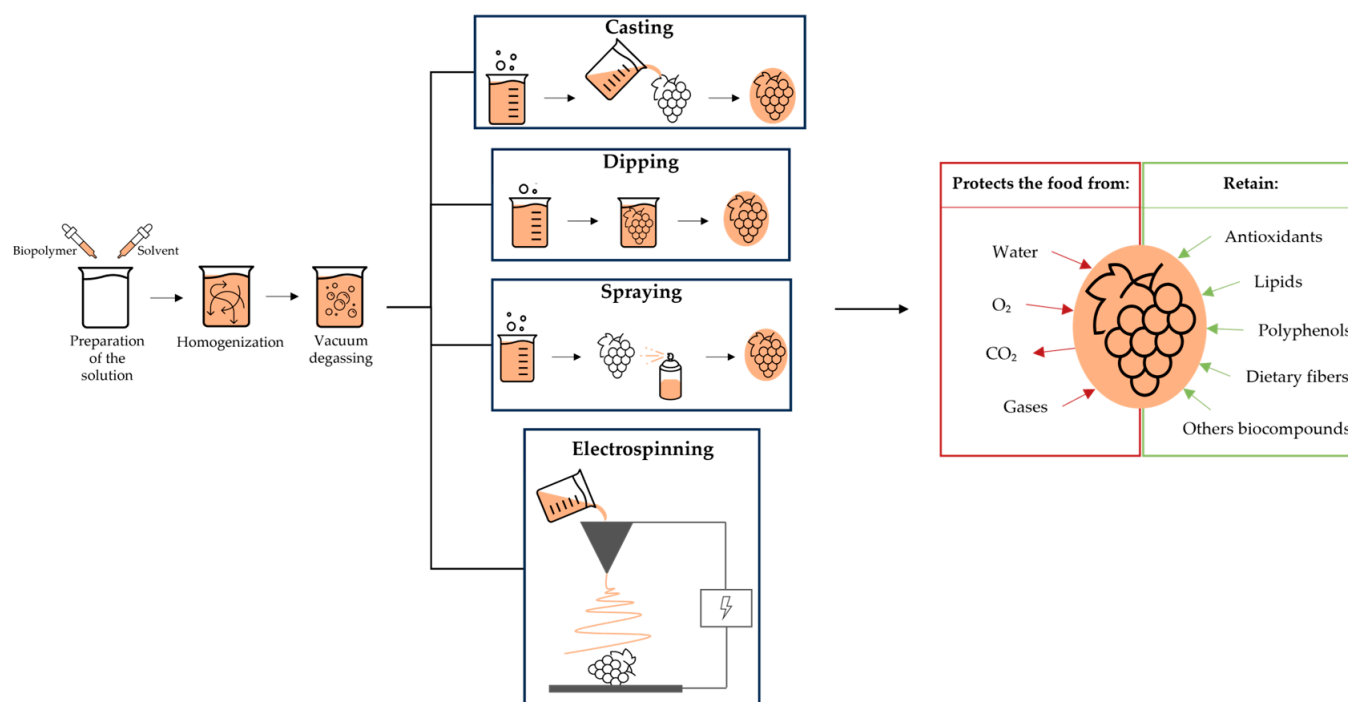 Biopolymer
Solvent
Preparation
of the
solution
Homogenization
Vacuum
degassing
Casting
Dipping
Spraying
Electrospinning
Protects the food from:
Retain:
Water
O₂
CO₂
Gases
Antioxidants
Lipids
Polyphenols
Dietary fibers
Others biocompounds